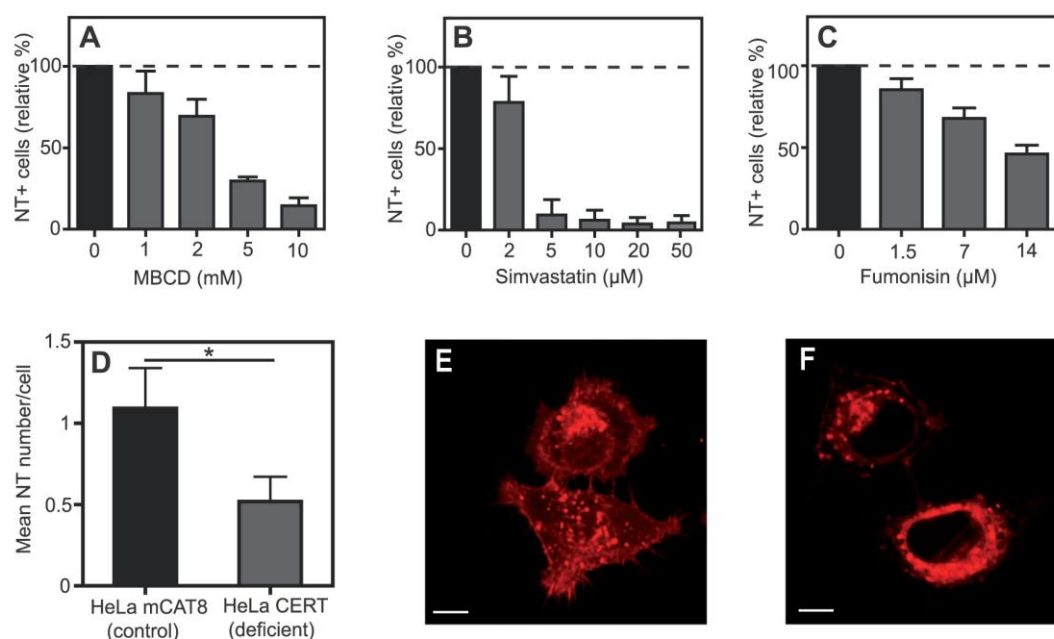 A
NT+ cells (relative %)
100
50
0
0 1 2 5 10
MBCD (mM)
B
NT+ cells (relative %)
100
50
0
0 2 5 10 20 50
Simvastatin (µM)
C
NT+ cells (relative %
100
50
0
0 1.5 7 14
Fumonisin (µM)
D
Mean NT number/cell
1.5
1
0.5
0
*
HeLa mCAT8 HeLa CERT
(control) (deficient)
E
F